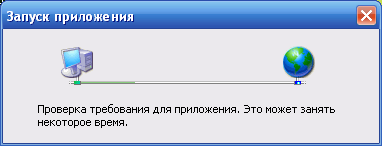 Запуск приложения
Проверка требования для приложения. Это может занять
некоторое время.